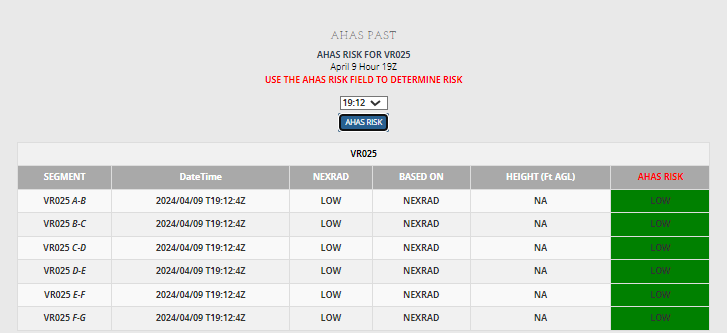 AHAS PAST
AHAS RISK FOR VR025
April 9 Hour 19Z
USE THE AHAS RISK FIELD TO DETERMINE RISK
19:12
AHAS RISK
VR025
SEGMENT DateTime NEXRAD BASED ON HEIGHT (Ft AGL) AHAS RISK
VR025 A-B 2024/04/09 T19:12:4Z LOW NEXRAD NA LOW
VR025 B-C 2024/04/09 T19:12:4Z LOW NEXRAD NA LOW
VR025 C-D 2024/04/09 T19:12:4Z LOW NEXRAD NA LOW
VR025 D-E 2024/04/09 T19:12:4Z LOW NEXRAD NA LOW
VR025 E-F 2024/04/09 T19:12:4Z LOW NEXRAD NA LOW
VR025 F-G 2024/04/09 T19:12:4Z LOW NEXRAD NA LOW